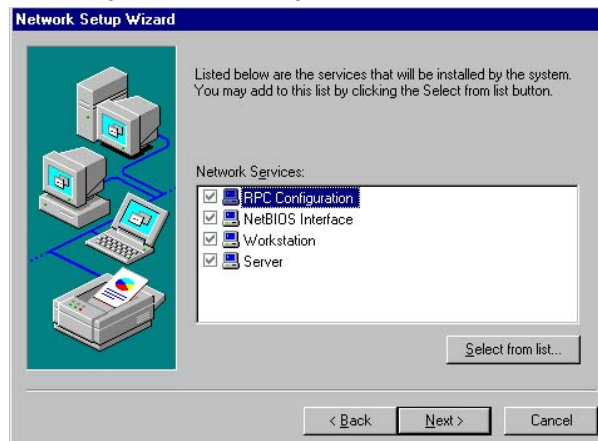 Network Setup Wizard
Listed below are the services that will be installed by the system.
You may add to this list by clicking the Select from list button.
Network Services:
RPC Configuration
NetBIOS Interface
Workstation
Server
Select from list...
< Back
Next >
Cancel